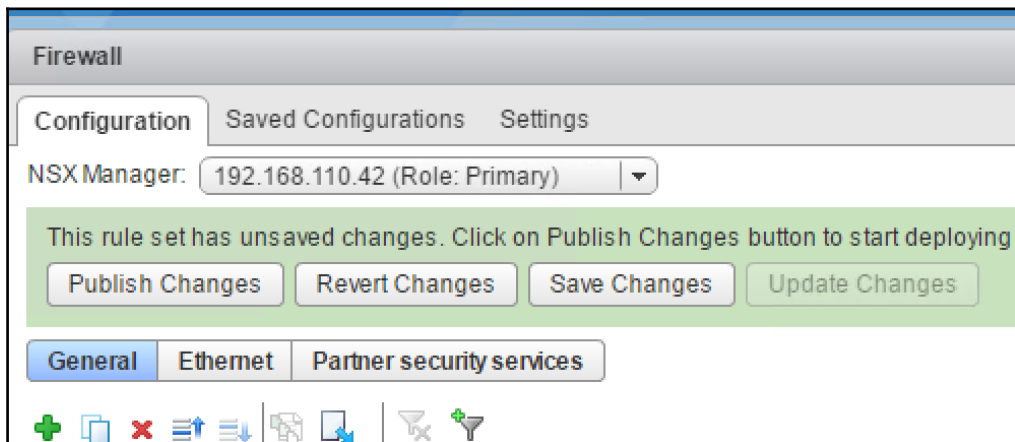 Firewall
Configuration Saved Configurations Settings
NSX Manager: 192.168.110.42 (Role: Primary)
This rule set has unsaved changes. Click on Publish Changes button to start deploying
Publish Changes Revert Changes Save Changes Update Changes
General Ethernet Partner security services